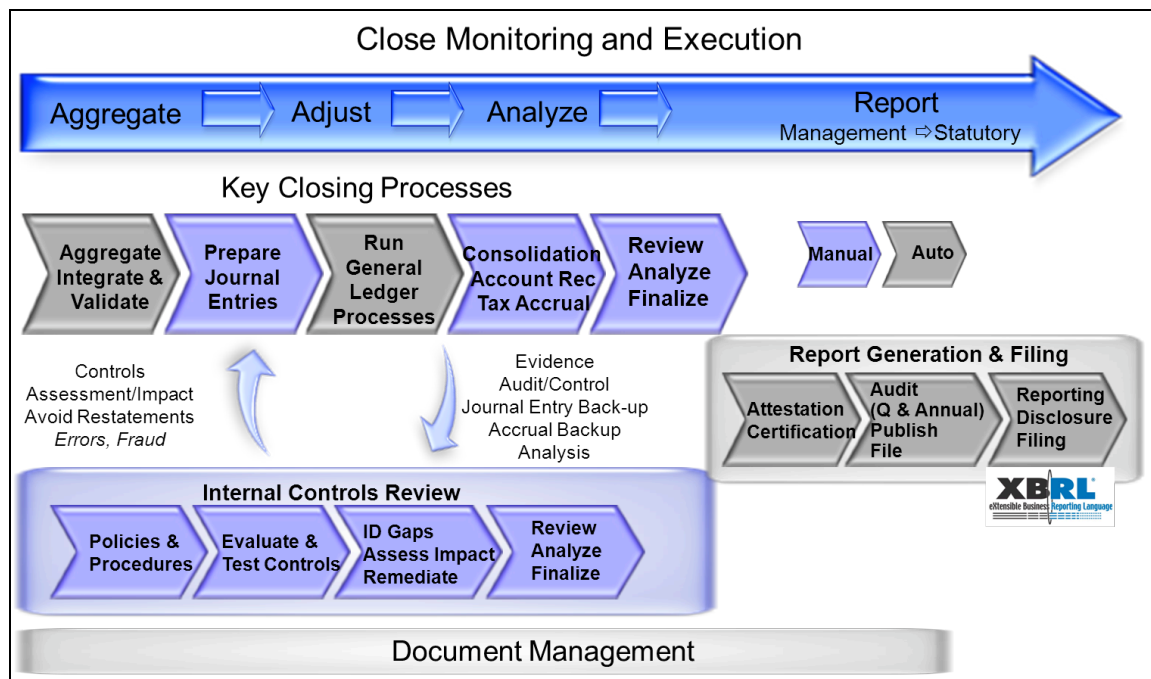 Close Monitoring and Execution
Aggregate
Adjust
Analyze
Report
Management ⇨Statutory
Key Closing Processes
Aggregate
Integrate &
Validate
Prepare
Journal
Entries
Run
General
Ledger
Processes
Consolidation
Account Rec
Tax Accrual
Review
Analyze
Finalize
Manual
Auto
Controls
Assessment/Impact
Avoid Restatements
Errors, Fraud
Evidence
Audit/Control
Journal Entry Back-up
Accrual Backup
Analysis
Report Generation & Filing
Attestation
Certification
Audit
(Q & Annual)
Publish
File
Reporting
Disclosure
Filing
XBRL®
eXtensible Business Reporting Language
Internal Controls Review
Policies &
Procedures
Evaluate &
Test Controls
ID Gaps
Assess Impact
Remediate
Review
Analyze
Finalize
Document Management